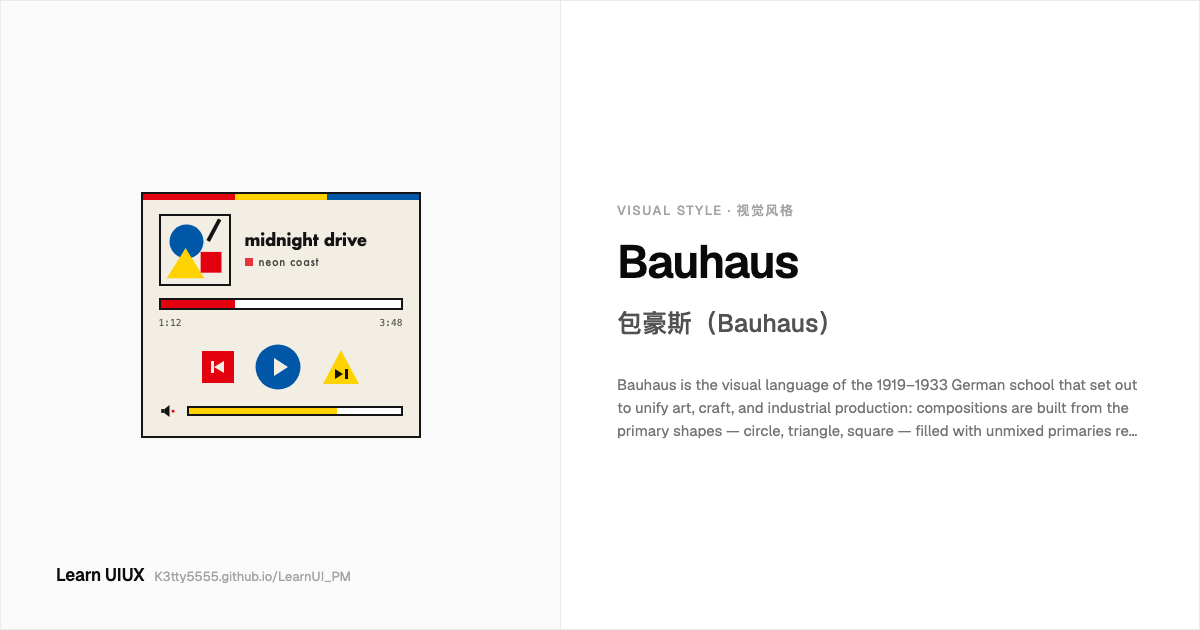 midnight drive
neon coast
1:12
3:48
Learn UIUX
K3tty5555.github.io/LearnUI_PM
VISUAL STYLE · 视觉风格
Bauhaus
包豪斯（Bauhaus）
Bauhaus is the visual language of the 1919–1933 German school that set out
to unify art, craft, and industrial production: compositions are built from the
primary shapes — circle, triangle, square — filled with unmixed primaries re…